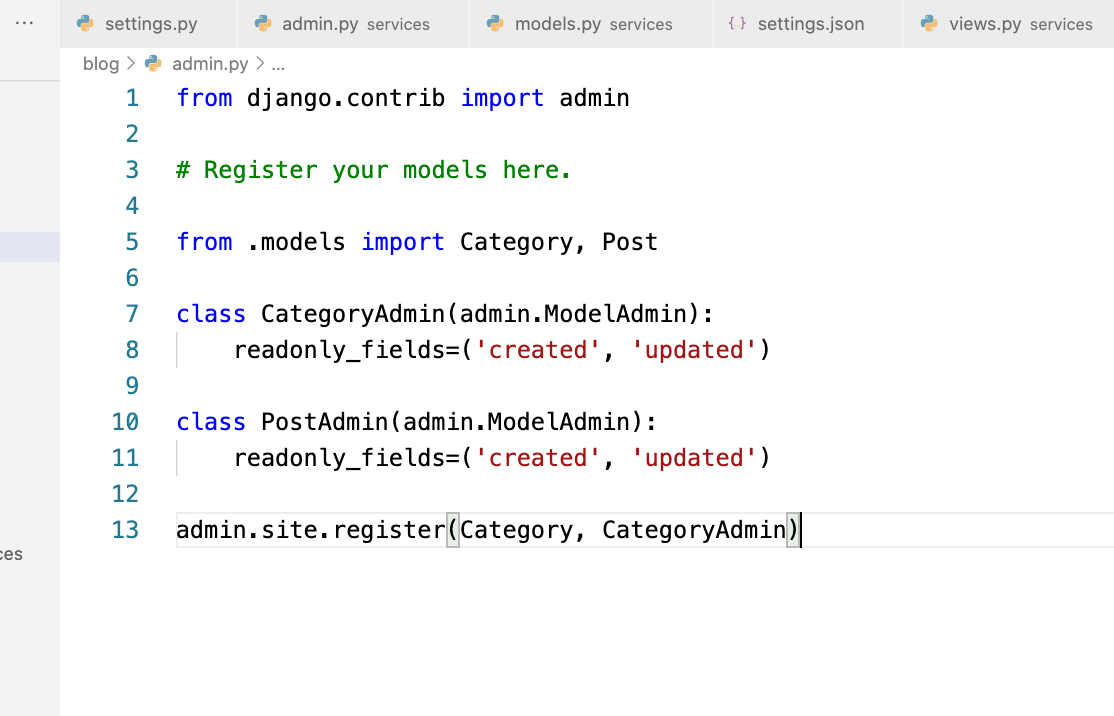 ...
settings.py
admin.py services
models.py services
{ } settings.json
views.py services
blog > admin.py > ...
1 from django.contrib import admin
2
3 # Register your models here.
4
5 from .models import Category, Post
6
7 class CategoryAdmin(admin.ModelAdmin):
8 readonly_fields=('created', 'updated')
9
10 class PostAdmin(admin.ModelAdmin):
11 readonly_fields=('created', 'updated')
12
13 admin.site.register(Category, CategoryAdmin)
ces